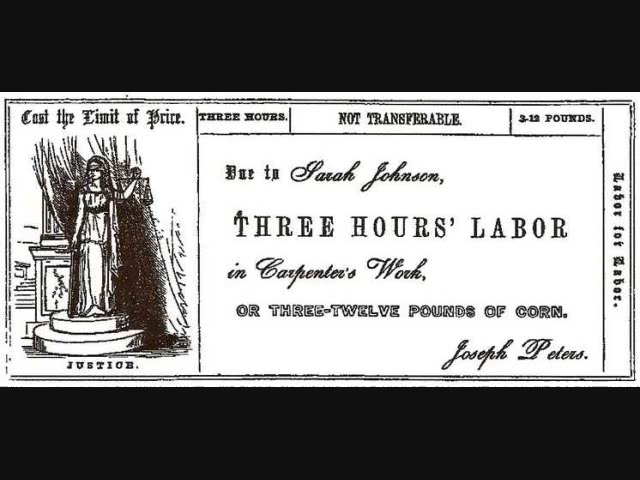 Cost the Limit of Price.
THREE HOURS.
NOT TRANSFERABLE.
3-12 POUNDS.
Due to Sarah Johnson,
THREE HOURS' LABOR
in Carpenter's Work,
OR THREE-TWELVE POUNDS OF CORN.
Joseph Peters.
JUSTICE.
Labor for Labor.